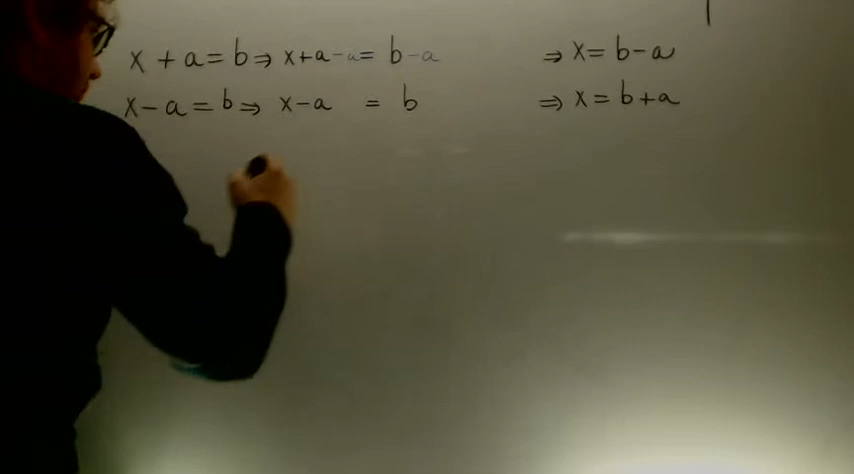 x + a = b ⇒ x+a-a = b-a ⇒ x = b-a
x - a = b ⇒ x-a = b ⇒ x = b+a